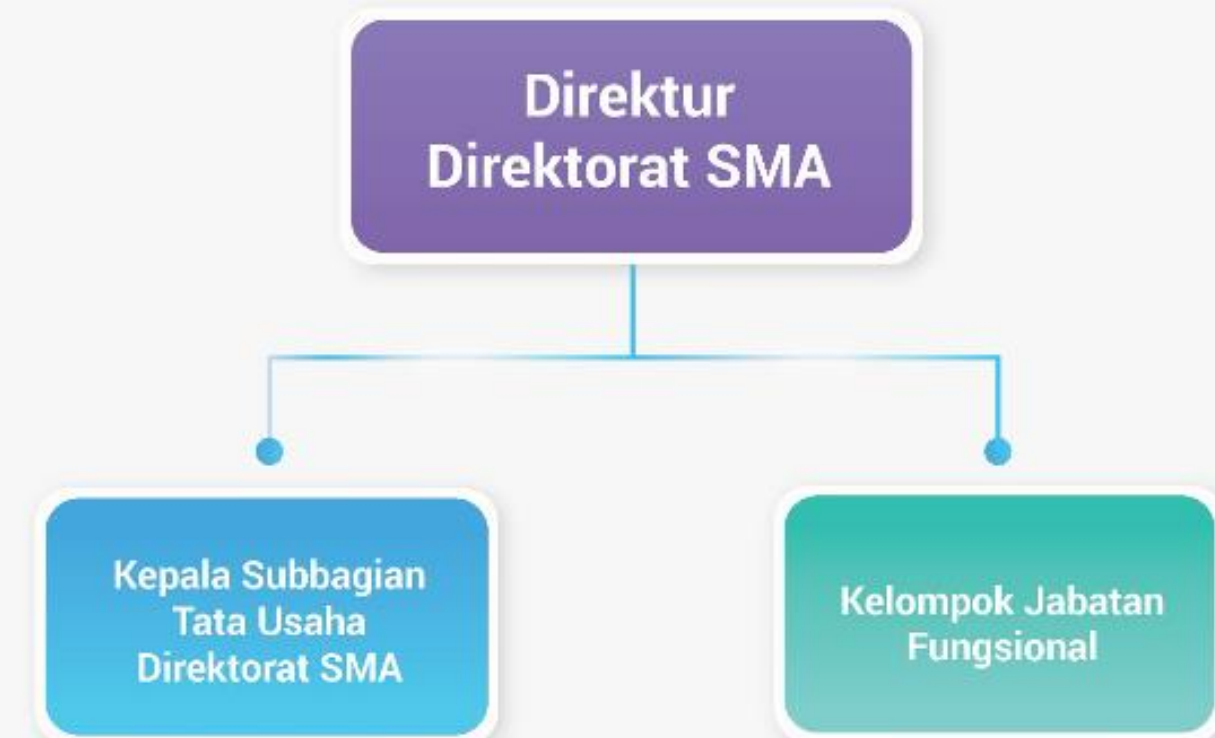 Direktur
Direktorat SMA
Kepala Subbagian
Tata Usaha
Direktorat SMA
Kelompok Jabatan
Fungsional